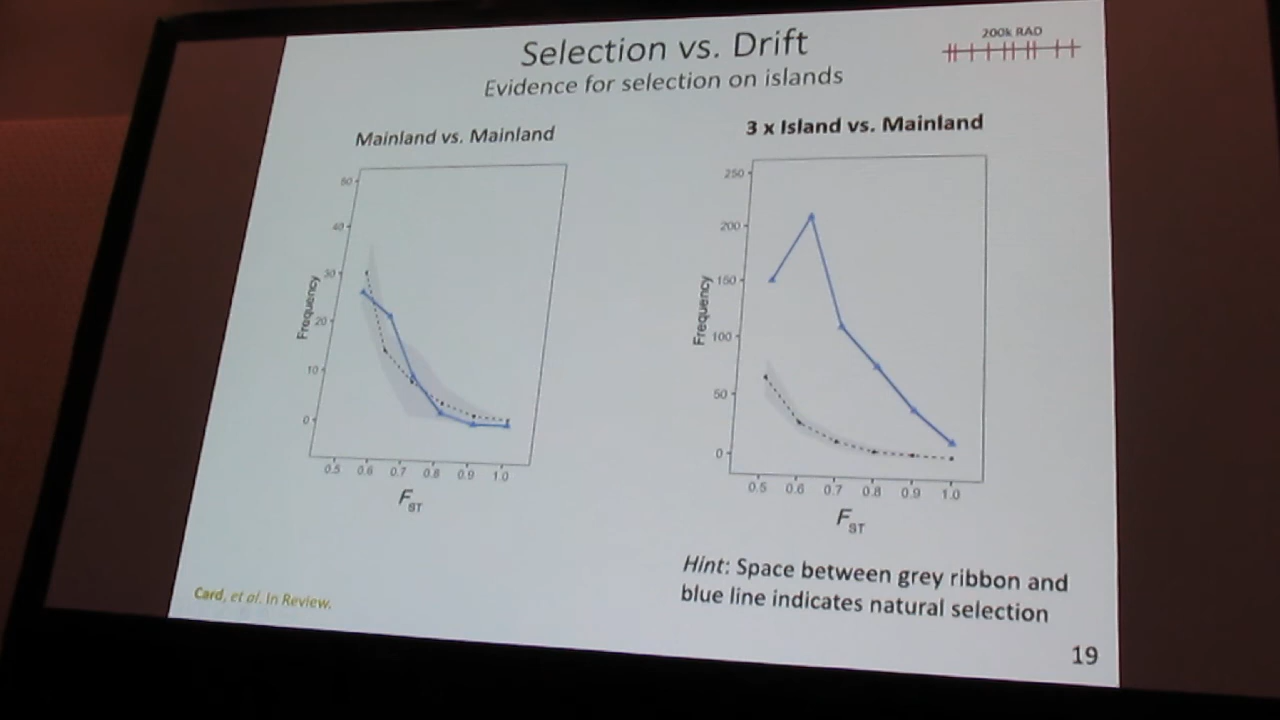 Selection vs. Drift
Evidence for selection on islands
200k RAD
Mainland vs. Mainland
3 x Island vs. Mainland
60
40
30
20
10
0
Frequency
0.5 0.6 0.7 0.8 0.9 1.0
FST
250
200
150
100
50
0
Frequency
0.5 0.6 0.7 0.8 0.9 1.0
FST
Hint: Space between grey ribbon and
blue line indicates natural selection
Card, et al. In Review.
19